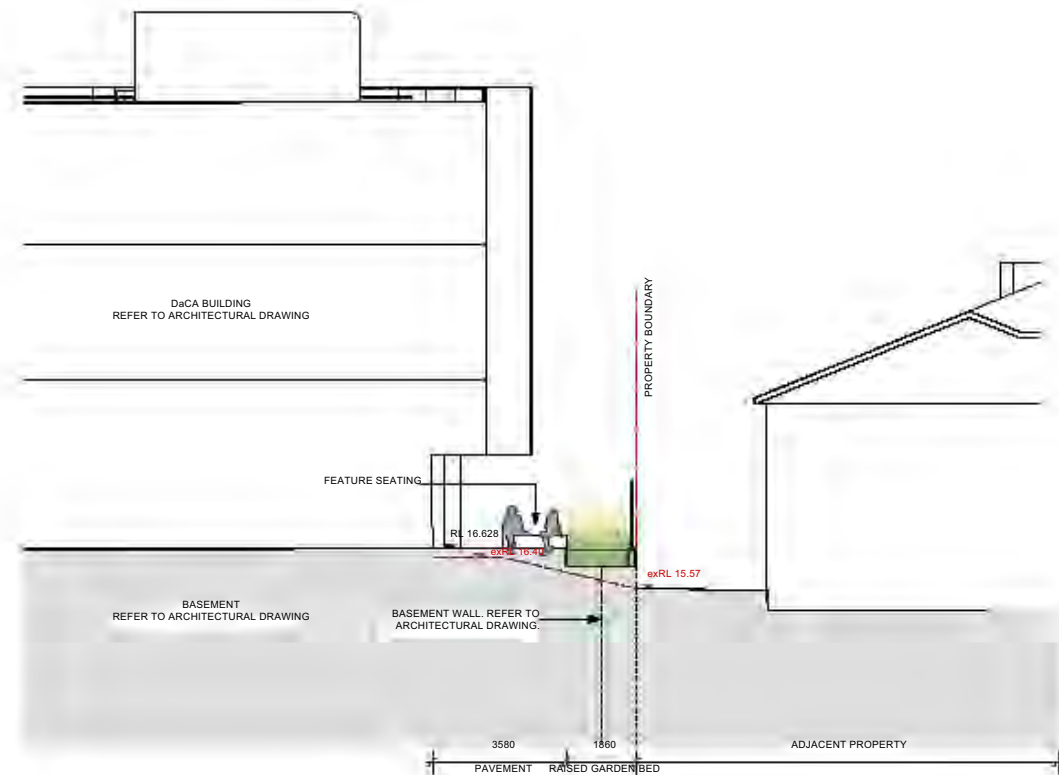 DaCA BUILDING
REFER TO ARCHITECTURAL DRAWING
PROPERTY BOUNDARY
FEATURE SEATING
RL 16.628
exRL 16.40
exRL 15.57
BASEMENT
REFER TO ARCHITECTURAL DRAWING
BASEMENT WALL. REFER TO
ARCHITECTURAL DRAWING.
3580
1860
ADJACENT PROPERTY
PAVEMENT
RAISED GARDEN BED